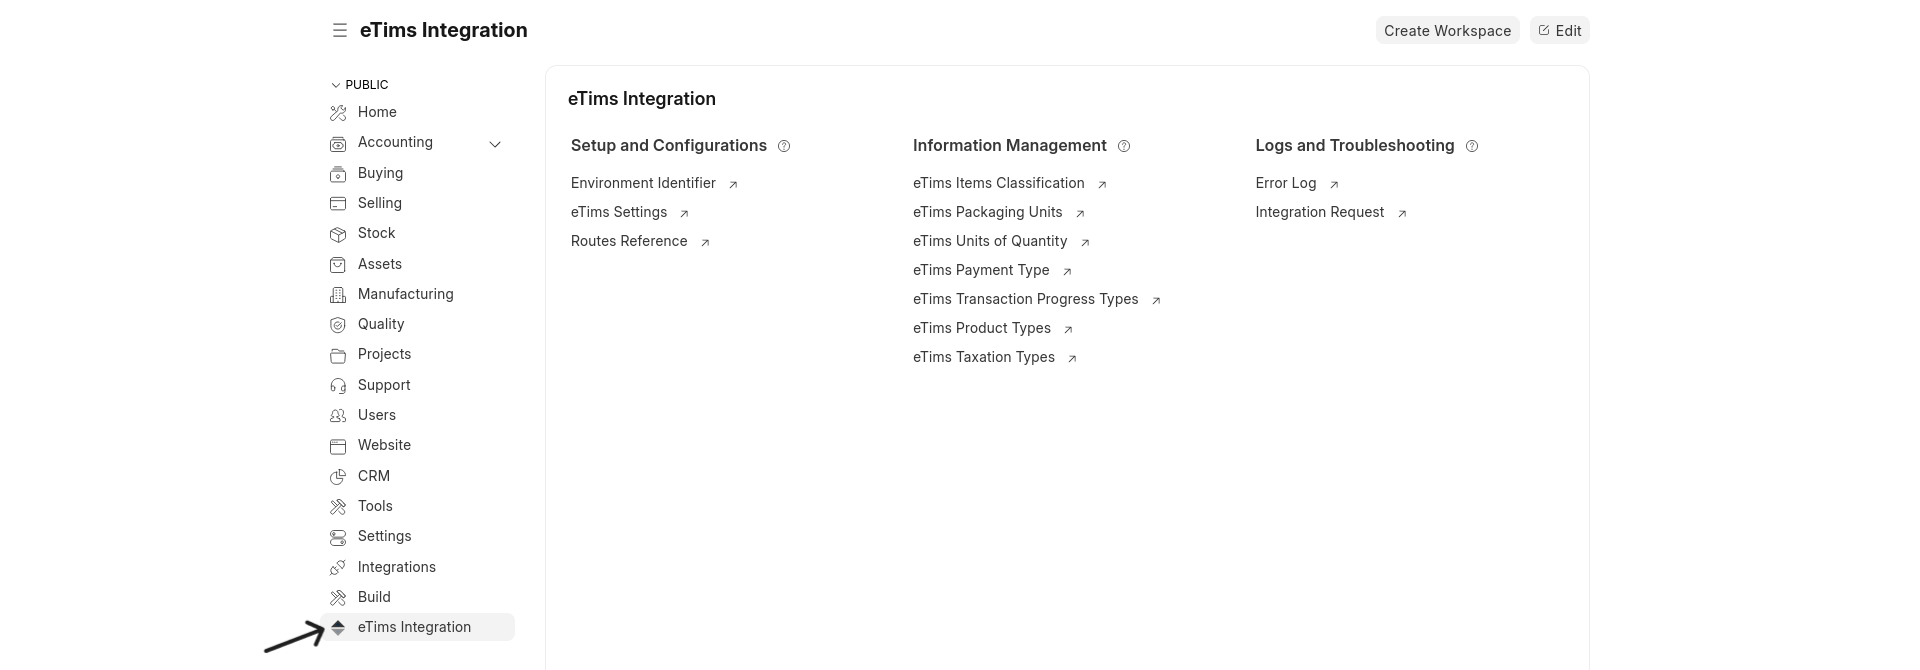 eTims Integration
Create Workspace
Edit
PUBLIC
Home
Accounting
Buying
Selling
Stock
Assets
Manufacturing
Quality
Projects
Support
Users
Website
CRM
Tools
Settings
Integrations
Build
eTims Integration
eTims Integration
Setup and Configurations
Environment Identifier
eTims Settings
Routes Reference
Information Management
eTims Items Classification
eTims Packaging Units
eTims Units of Quantity
eTims Payment Type
eTims Transaction Progress Types
eTims Product Types
eTims Taxation Types
Logs and Troubleshooting
Error Log
Integration Request